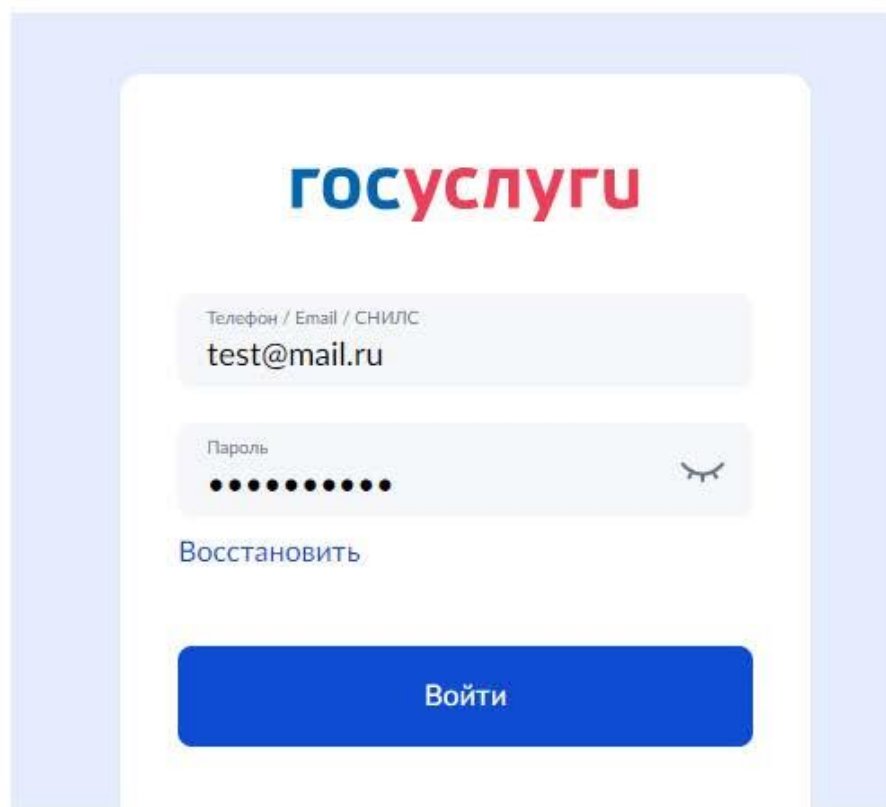 госуслуги
Телефон / Email / СНИЛС
test@mail.ru
Пароль
••••••••••
Восстановить
Войти